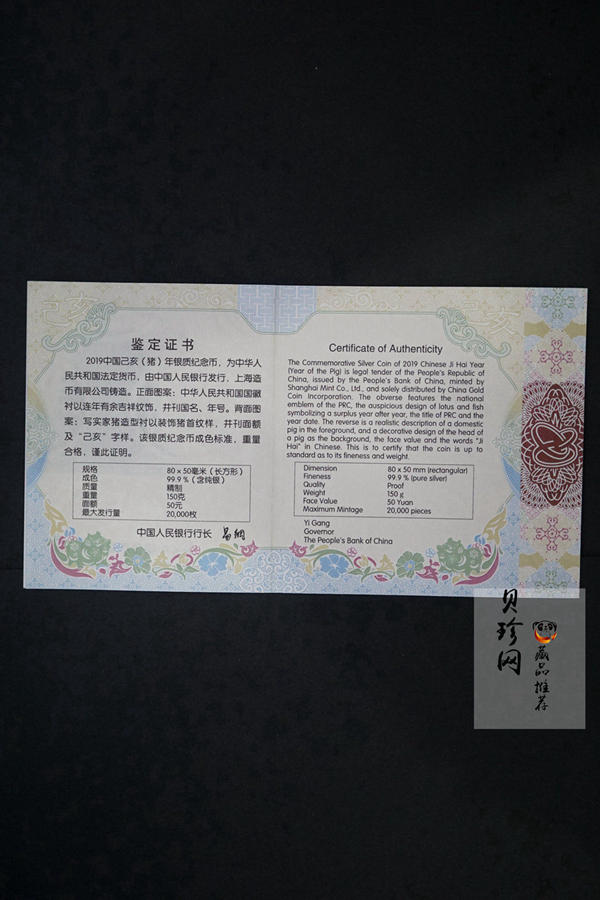 鉴定证书
2019中国己亥（猪）年银质纪念币，为中华人
民共和国法定货币，由中国人民银行发行，上海造
币有限公司铸造。正面图案：中华人民共和国国徽
衬以连年有余吉祥纹饰，并刊国名、年号。背面图
案：写实家猪造型衬以装饰猪首纹样，并刊面额
及“己亥”字样。该银质纪念币成色标准，重量
合格，谨此证明。
规格 80×50毫米（长方形）
成色 99.9％（含纯银）
质量 精制
重量 150克
面额 50元
最大发行量 20,000枚
中国人民银行行长 易纲
Certificate of Authenticity
The Commemorative Silver Coin of 2019 Chinese Ji Hai Year
(Year of the Pig) is legal tender of the People's Republic of
China, issued by the People's Bank of China, minted by
Shanghai Mint Co., Ltd., and solely distributed by China Gold
Coin Incorporation. The obverse features the national
emblem of the PRC, the auspicious design of lotus and fish
symbolizing a surplus year after year, the title of PRC and the
year date. The reverse is a realistic description of a domestic
pig in the foreground, and a decorative design of the head of
a pig as the background, the face value and the words "Ji
Hai" in Chinese. This is to certify that the coin is up to
standard as to its fineness and weight.
Dimension 80 x 50 mm (rectangular)
Fineness 99.9 % (pure silver)
Quality Proof
Weight 150 g
Face Value 50 Yuan
Maximum Mintage 20,000 pieces
Yi Gang
Governor
The People's Bank of China
己亥
己亥
贝珍网
藏品推荐